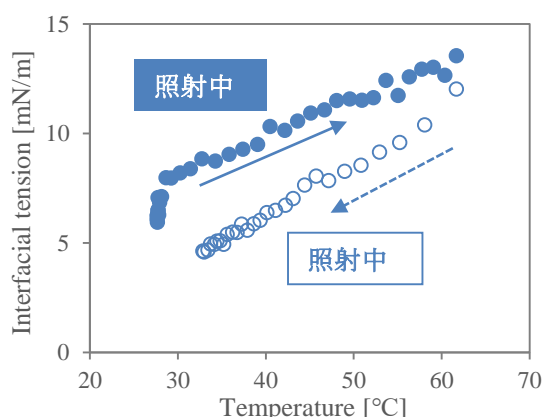 Interfacial tension [mN/m]
15
10
5
0
照射中
照射中
20
30
40
50
60
70
Temperature [℃]